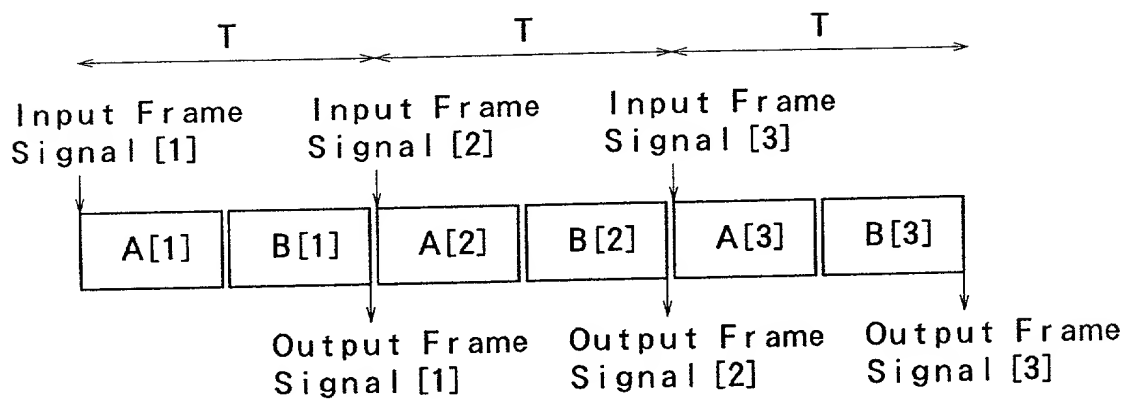 T T T
Input Frame Signal [1]
Input Frame Signal [2]
Input Frame Signal [3]
A[1] B[1] A[2] B[2] A[3] B[3]
Output Frame Signal [1]
Output Frame Signal [2]
Output Frame Signal [3]